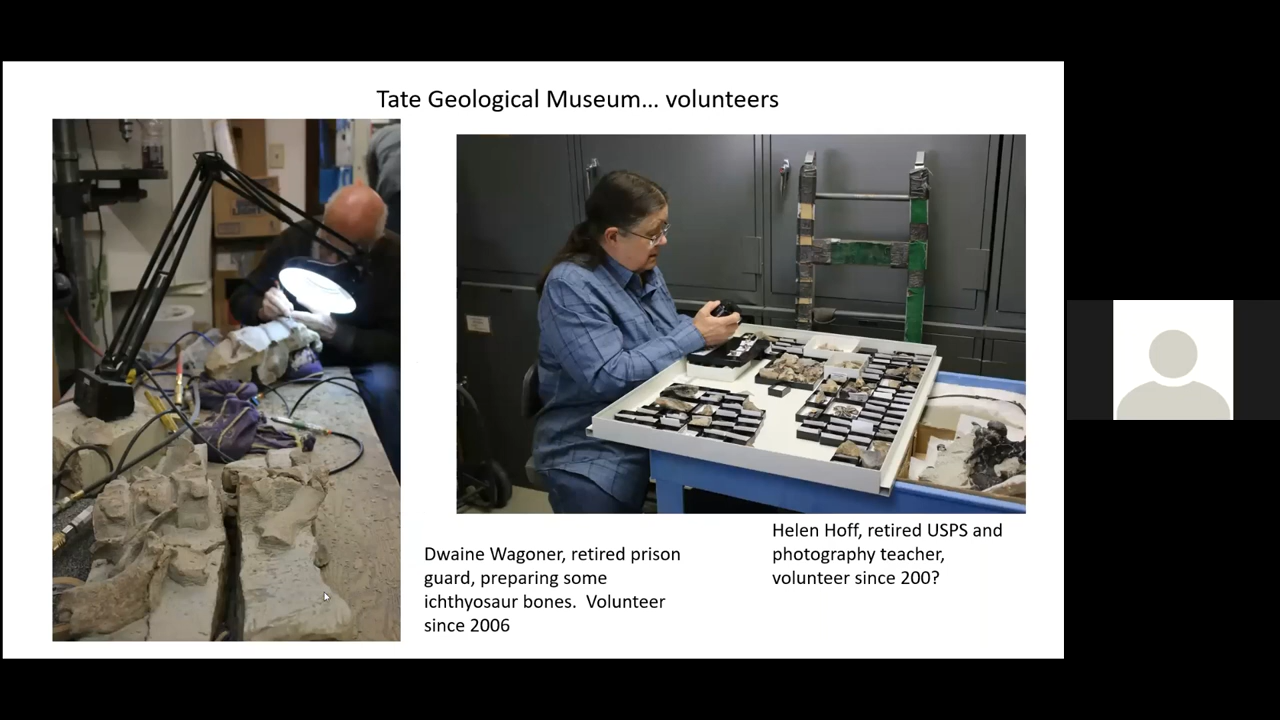 Tate Geological Museum... volunteers
Dwaine Wagoner, retired prison
guard, preparing some
ichthyosaur bones.  Volunteer
since 2006
Helen Hoff, retired USPS and
photography teacher,
volunteer since 200?